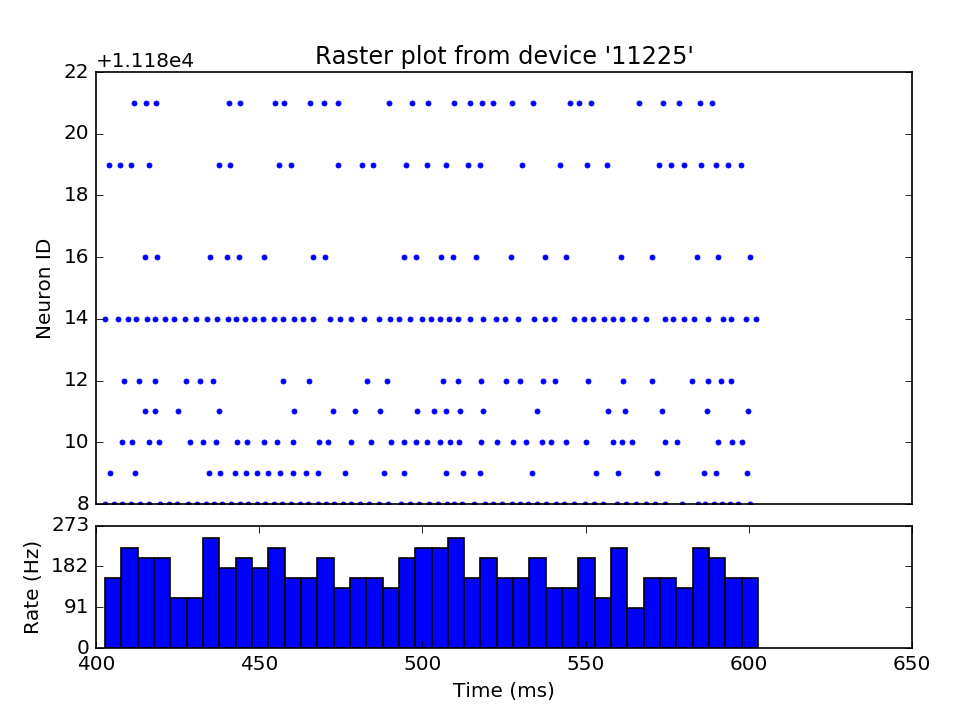 +1.118e4
Raster plot from device '11225'
22
20
18
16
14
12
10
8
Neuron ID
273
182
91
0
Rate (Hz)
400 450 500 550 600 650
Time (ms)